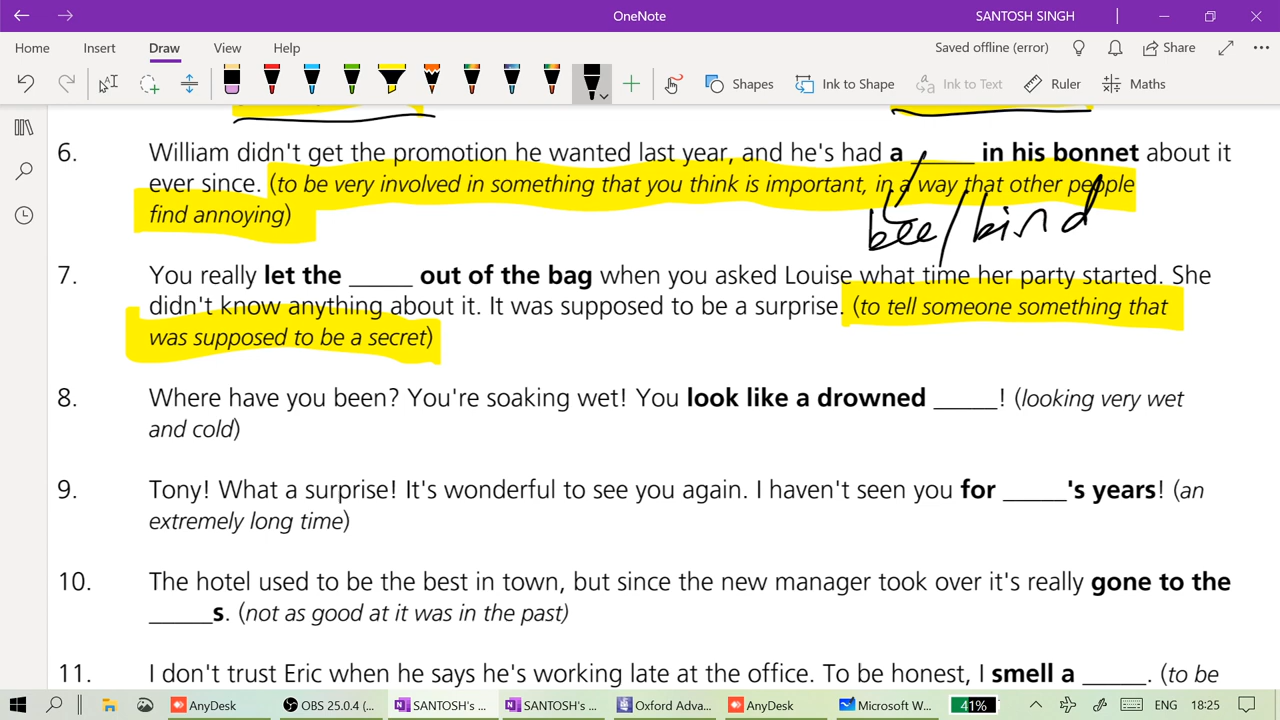 OneNote
SANTOSH SINGH
Home Insert Draw View Help
Saved offline (error) Share
Shapes Ink to Shape Ink to Text Ruler Maths
6. William didn't get the promotion he wanted last year, and he's had a _____ in his bonnet about it
ever since. (to be very involved in something that you think is important, in a way that other people
find annoying)
bee/bird
7. You really let the _____ out of the bag when you asked Louise what time her party started. She
didn't know anything about it. It was supposed to be a surprise. (to tell someone something that
was supposed to be a secret)
8. Where have you been? You're soaking wet! You look like a drowned _____! (looking very wet
and cold)
9. Tony! What a surprise! It's wonderful to see you again. I haven't seen you for _____'s years! (an
extremely long time)
10. The hotel used to be the best in town, but since the new manager took over it's really gone to the
_____s. (not as good at it was in the past)
11. I don't trust Eric when he says he's working late at the office. To be honest, I smell a _____. (to be
AnyDesk OBS 25.0.4 (... SANTOSH's ... SANTOSH's... Oxford Adva... AnyDesk Microsoft W... 41% ENG 18:25